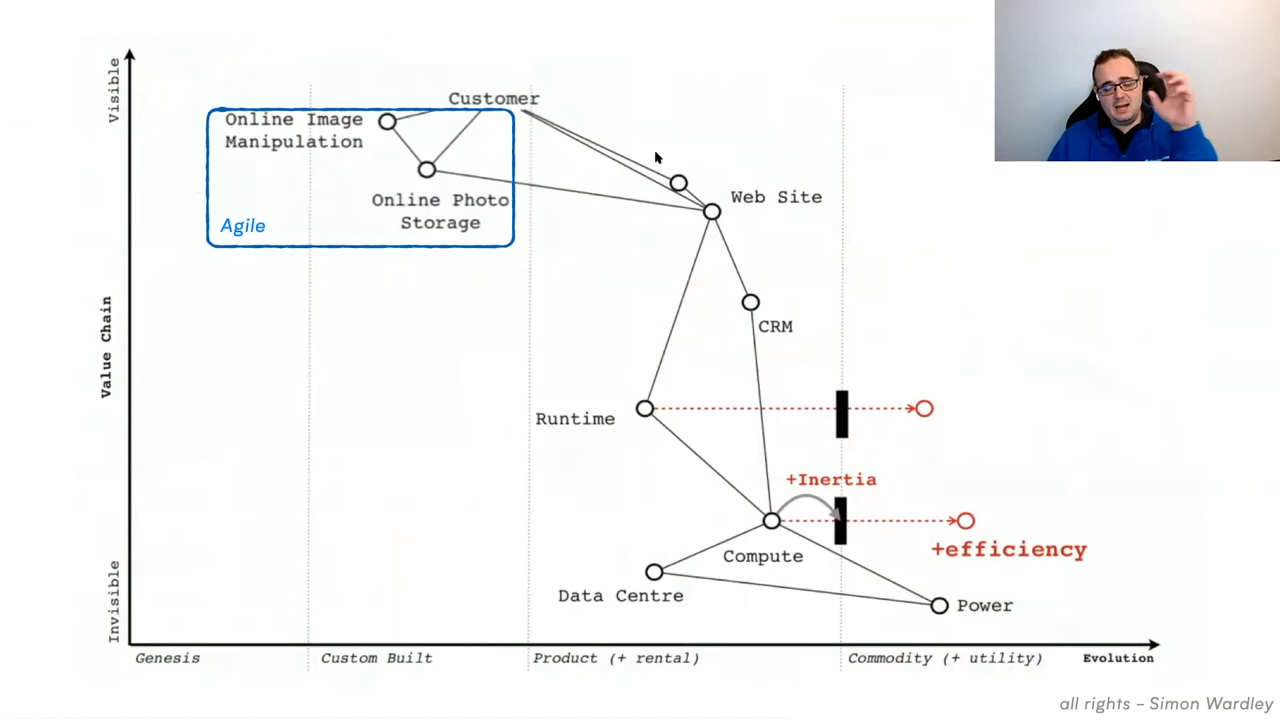 Visible
Customer
Online Image
Manipulation
Online Photo
Storage
Agile
Web Site
Value Chain
CRM
Runtime
+Inertia
+efficiency
Compute
Data Centre
Power
Invisible
Genesis
Custom Built
Product (+ rental)
Commodity (+ utility)
Evolution
all rights – Simon Wardley